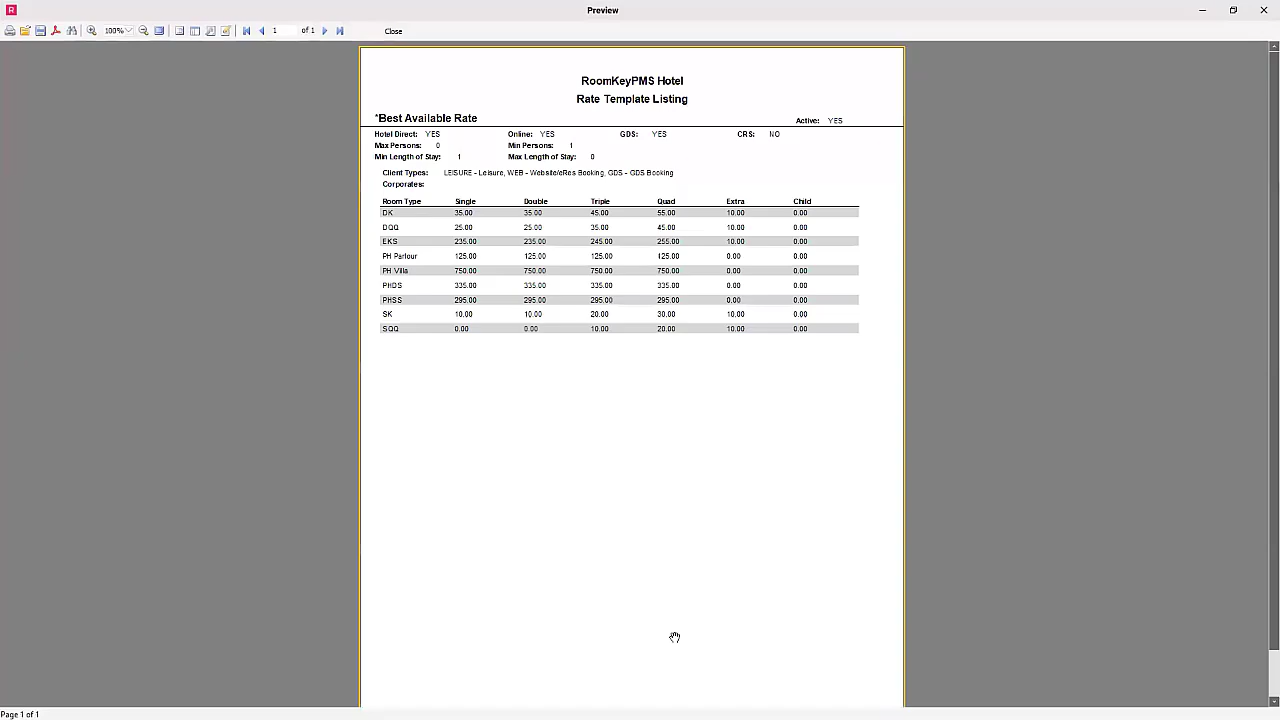 R
Preview
100%
1
of 1
Close
RoomKeyPMS Hotel
Rate Template Listing
*Best Available Rate
Active: YES
Hotel Direct: YES Online: YES GDS: YES CRS: NO
Max Persons: 0 Min Persons: 1
Min Length of Stay: 1 Max Length of Stay: 0
Client Types: LEISURE - Leisure, WEB - Website/eRes Booking, GDS - GDS Booking
Corporates:
Room Type Single Double Triple Quad Extra Child
DK 35.00 35.00 45.00 55.00 10.00 0.00
DQQ 25.00 25.00 35.00 45.00 10.00 0.00
EKS 235.00 235.00 245.00 255.00 10.00 0.00
PH Parlour 125.00 125.00 125.00 125.00 0.00 0.00
PH Villa 750.00 750.00 750.00 750.00 0.00 0.00
PHDS 335.00 335.00 335.00 335.00 0.00 0.00
PHSS 295.00 295.00 295.00 295.00 0.00 0.00
SK 10.00 10.00 20.00 30.00 10.00 0.00
SQQ 0.00 0.00 10.00 20.00 10.00 0.00
Page 1 of 1